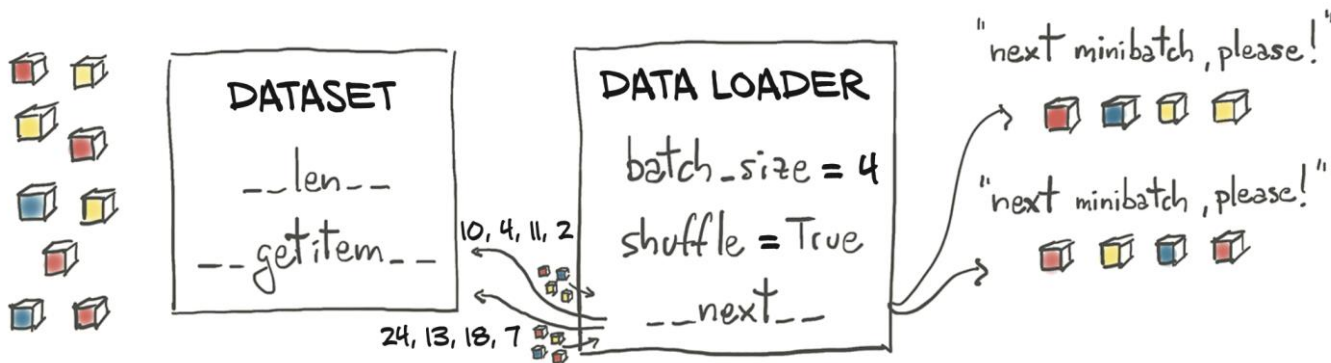 DATASET
__len__
__getitem__
10, 4, 11, 2
24, 13, 18, 7
DATA LOADER
batch_size = 4
shuffle = True
__next__
"next minibatch, please!"
"next minibatch, please!"